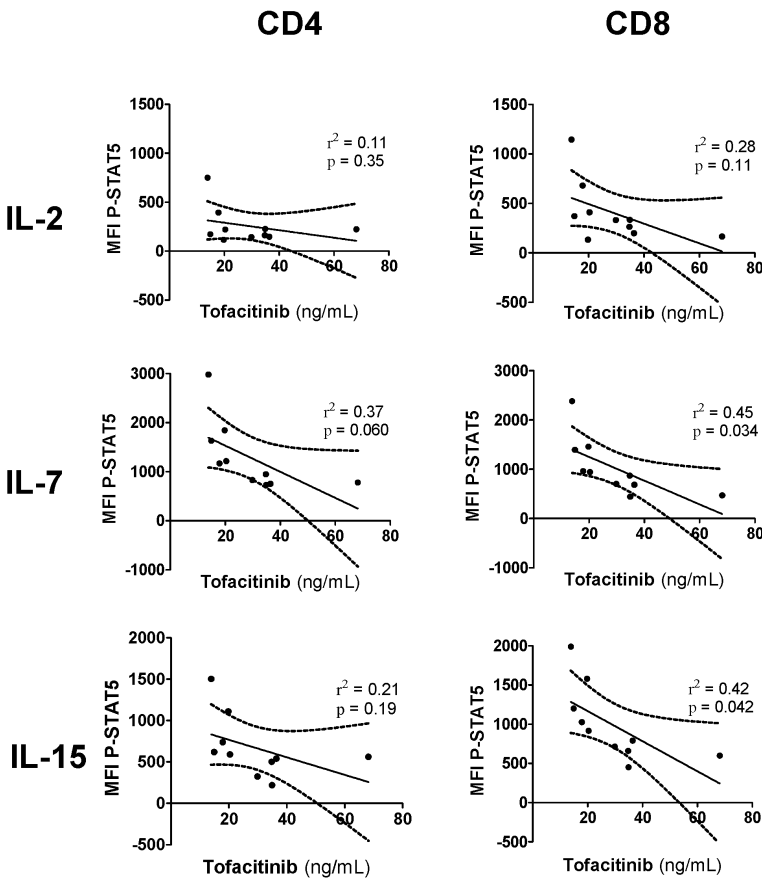 CD4
CD8
IL-2
MFI P-STAT5
1500
1000
500
0
-500
20
40
60
80
r² = 0.11
p = 0.35
Tofacitinib (ng/mL)
MFI P-STAT5
1500
1000
500
0
-500
20
40
60
80
r² = 0.28
p = 0.11
Tofacitinib (ng/mL)
IL-7
MFI P-STAT5
3000
2000
1000
0
-1000
20
40
60
80
r² = 0.37
p = 0.060
Tofacitinib (ng/mL)
MFI P-STAT5
3000
2000
1000
0
-1000
20
40
60
80
r² = 0.45
p = 0.034
Tofacitinib (ng/mL)
IL-15
MFI P-STAT5
2000
1500
1000
500
0
-500
20
40
60
80
r² = 0.21
p = 0.19
Tofacitinib (ng/mL)
MFI P-STAT5
2000
1500
1000
500
0
-500
20
40
60
80
r² = 0.42
p = 0.042
Tofacitinib (ng/mL)